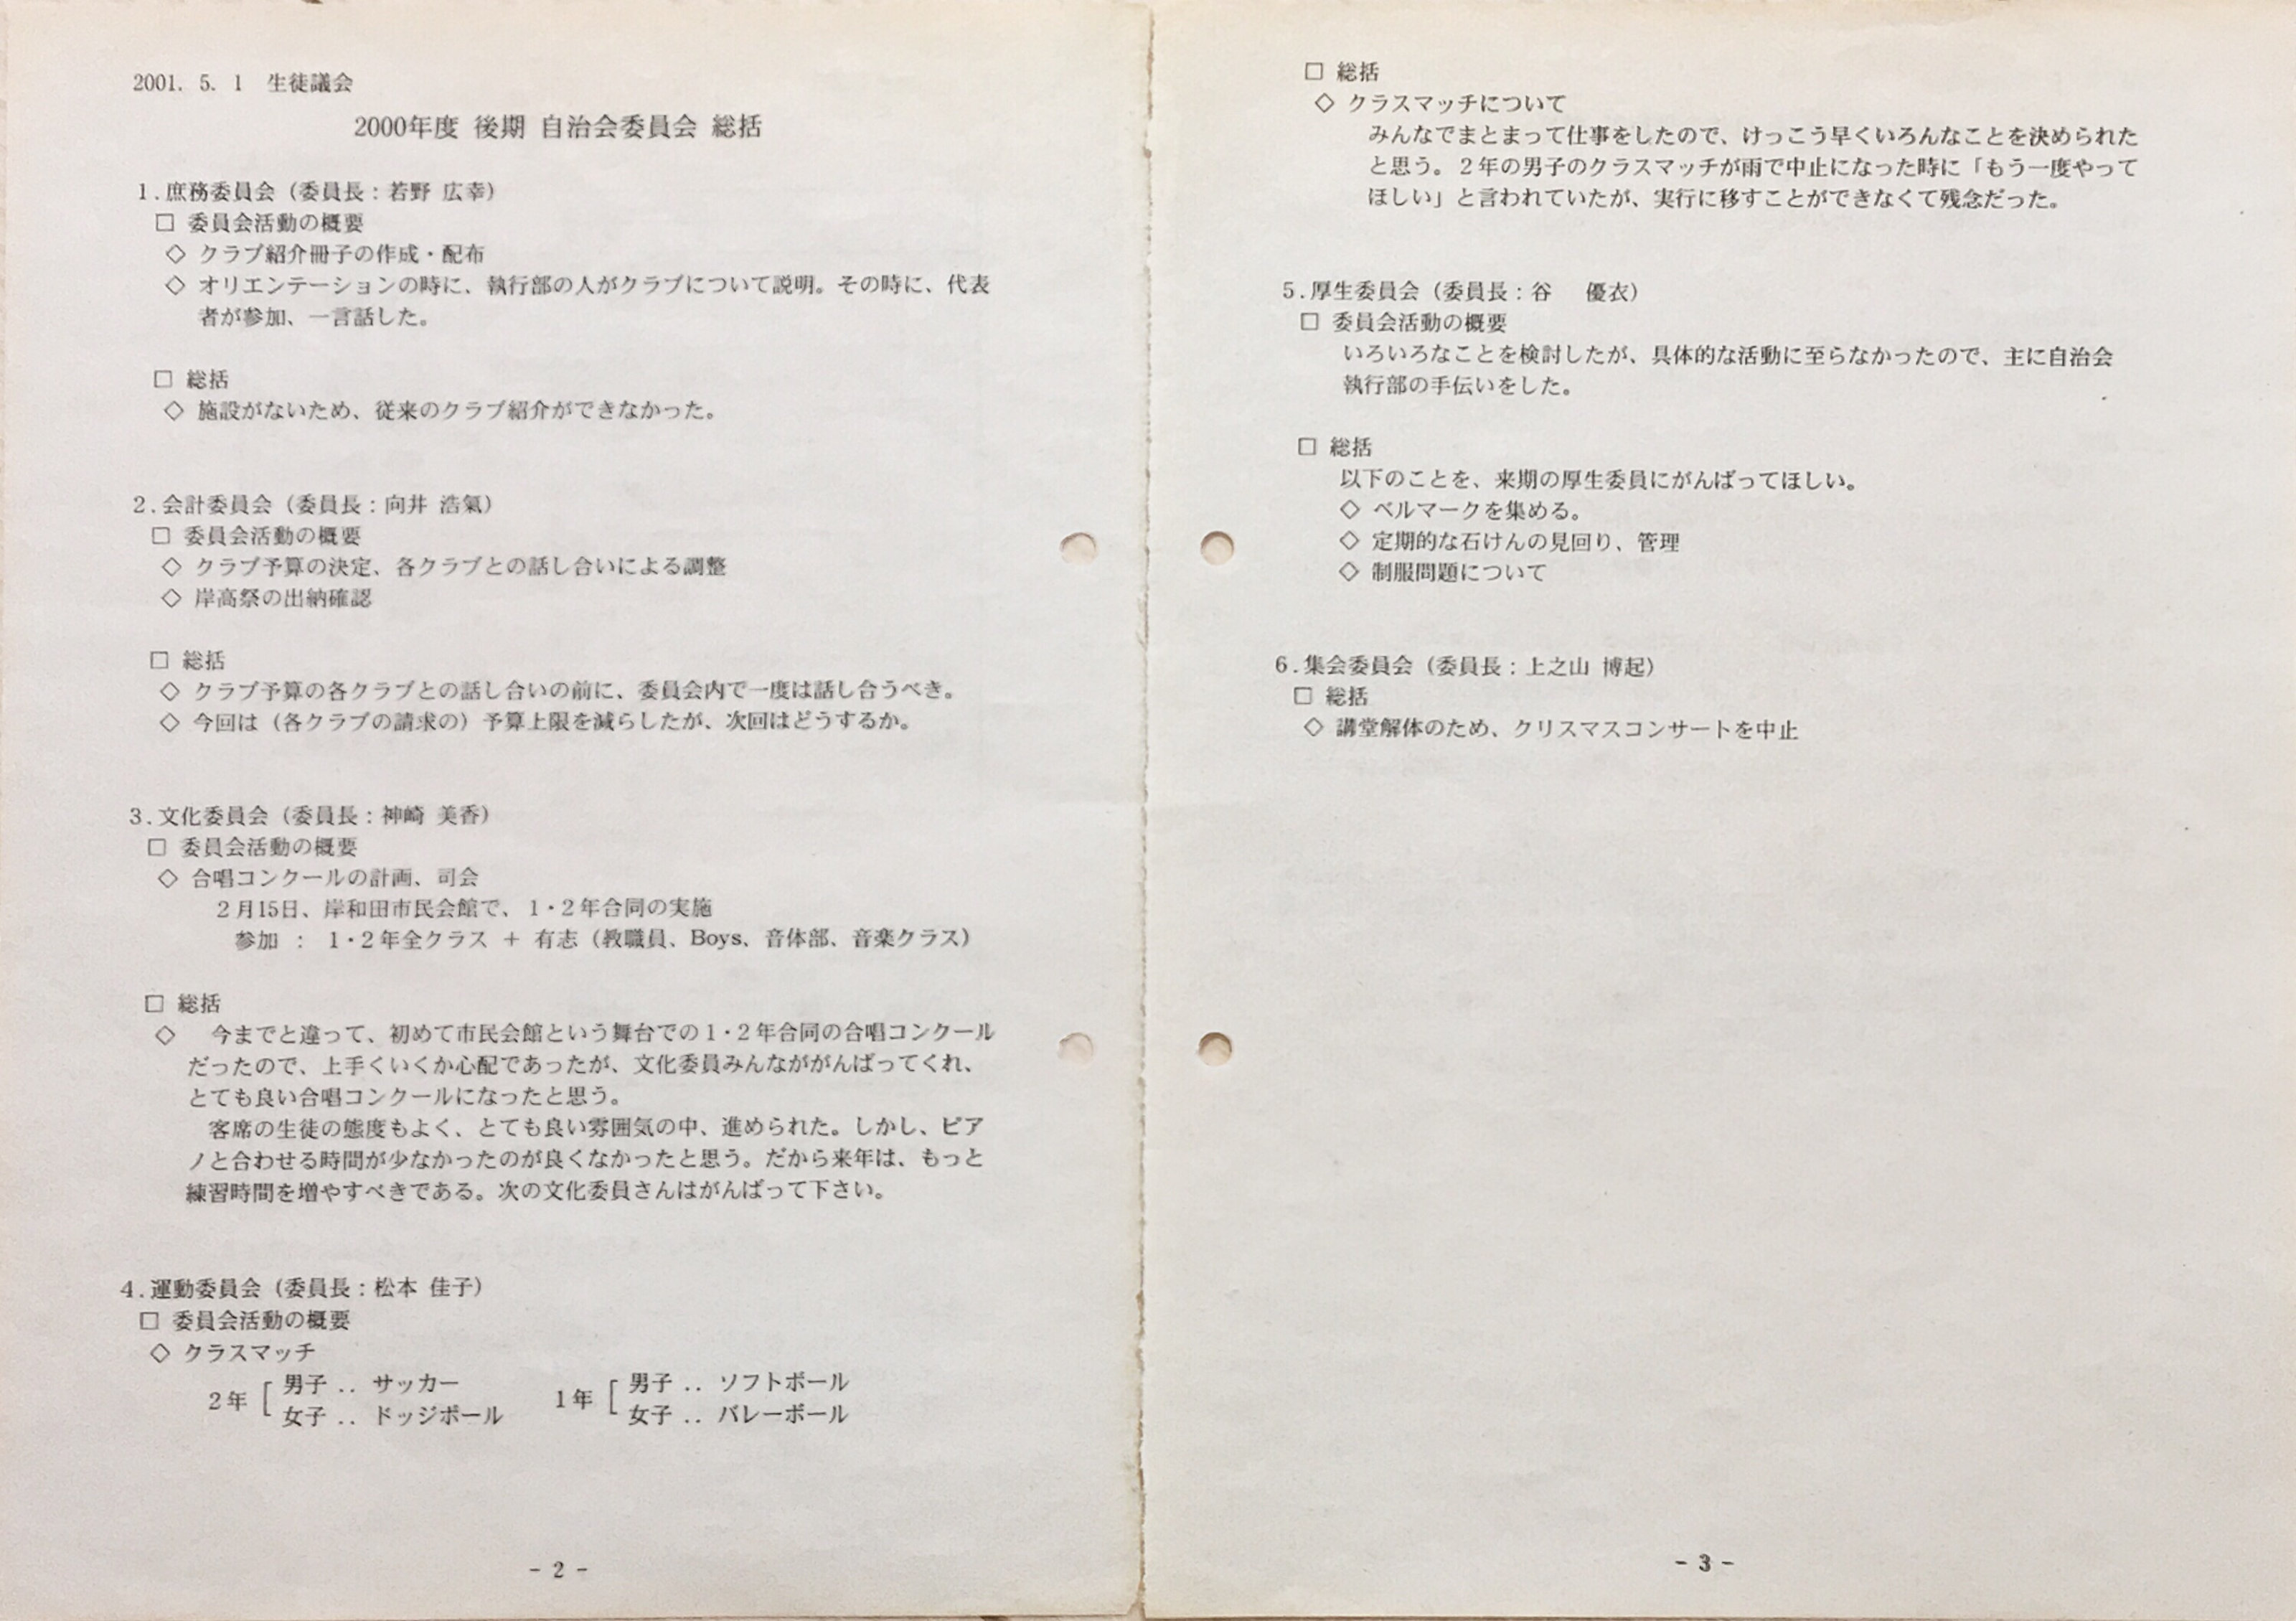 2001. 5. 1　生徒議会
2000年度 後期 自治会委員会 総括
1.庶務委員会（委員長：若野 広幸）
□ 委員会活動の概要
◇ クラブ紹介冊子の作成・配布
◇ オリエンテーションの時に、執行部の人がクラブについて説明。その時に、代表
者が参加、一言話した。
□ 総括
◇ 施設がないため、従来のクラブ紹介ができなかった。
2.会計委員会（委員長：向井 浩氣）
□ 委員会活動の概要
◇ クラブ予算の決定、各クラブとの話し合いによる調整
◇ 岸高祭の出納確認
□ 総括
◇ クラブ予算の各クラブとの話し合いの前に、委員会内で一度は話し合うべき。
◇ 今回は（各クラブの請求の）予算上限を減らしたが、次回はどうするか。
3.文化委員会（委員長：神崎 美香）
□ 委員会活動の概要
◇ 合唱コンクールの計画、司会
2月15日、岸和田市民会館で、1・2年合同の実施
参加 ： 1・2年全クラス ＋ 有志（教職員、Boys、音体部、音楽クラス）
□ 総括
◇　今までと違って、初めて市民会館という舞台での1・2年合同の合唱コンクール
だったので、上手くいくか心配であったが、文化委員みんなががんばってくれ、
とても良い合唱コンクールになったと思う。
客席の生徒の態度もよく、とても良い雰囲気の中、進められた。しかし、ピア
ノと合わせる時間が少なかったのが良くなかったと思う。だから来年は、もっと
練習時間を増やすべきである。次の文化委員さんはがんばって下さい。
4.運動委員会（委員長：松本 佳子）
□ 委員会活動の概要
◇ クラスマッチ
2年 [ 男子 ‥ サッカー　1年 [ 男子 ‥ ソフトボール
女子 ‥ ドッジボール　女子 ‥ バレーボール
- 2 -
□ 総括
◇ クラスマッチについて
みんなでまとまって仕事をしたので、けっこう早くいろんなことを決められた
と思う。2年の男子のクラスマッチが雨で中止になった時に「もう一度やって
ほしい」と言われていたが、実行に移すことができなくて残念だった。
5.厚生委員会（委員長：谷　優衣）
□ 委員会活動の概要
いろいろなことを検討したが、具体的な活動に至らなかったので、主に自治会
執行部の手伝いをした。
□ 総括
以下のことを、来期の厚生委員にがんばってほしい。
◇ ベルマークを集める。
◇ 定期的な石けんの見回り、管理
◇ 制服問題について
6.集会委員会（委員長：上之山 博起）
□ 総括
◇ 講堂解体のため、クリスマスコンサートを中止
- 3 -